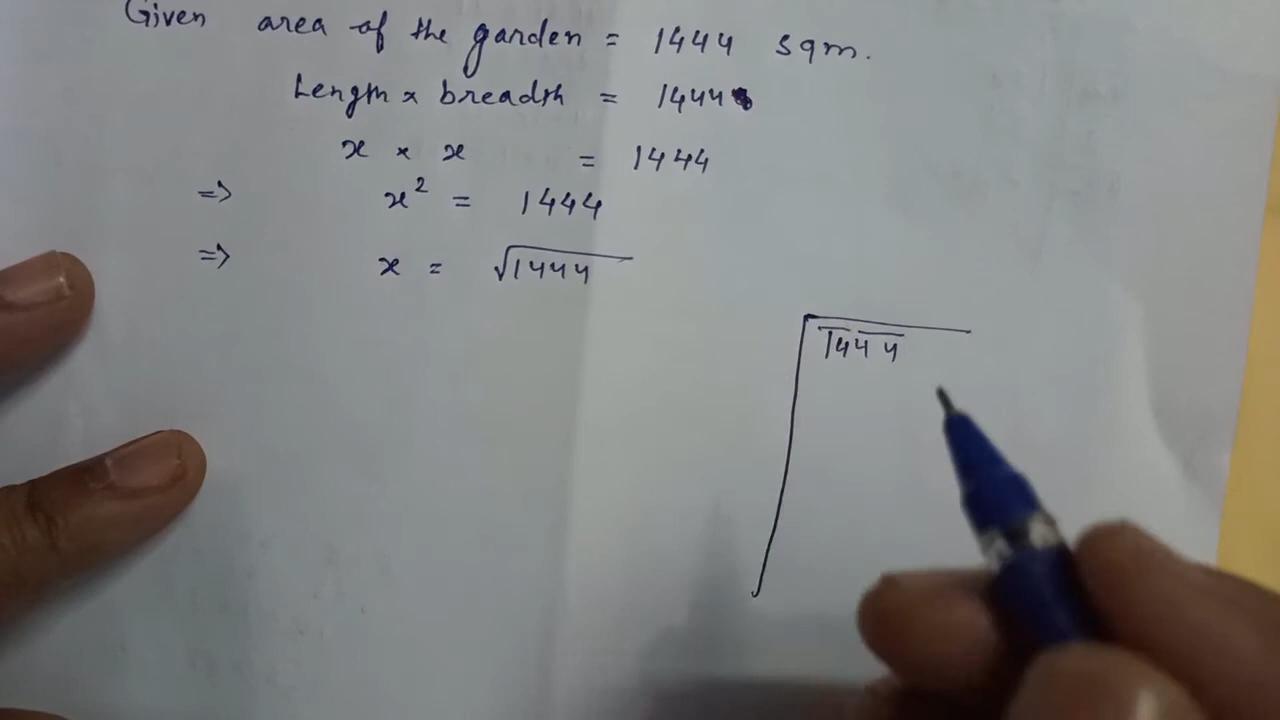 Given area of the garden = 1444 sqm.
Length × breadth = 1444
x × x = 1444
=> x² = 1444
=> x = √1444
1444